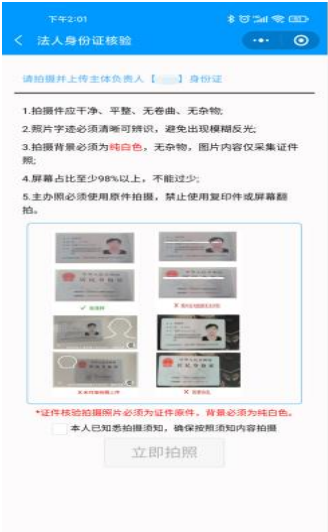 下午2:01
法人身份证核验
请拍摄并上传主体负责人【 】身份证
1.拍摄件应干净、平整、无卷曲、无杂物;
2.照片字迹必须清晰可辨识，避免出现模糊反光;
3.拍摄背景必须为纯白色，无杂物，图片内容仅采集证件
照;
4.屏幕占比至少98%以上，不能过少;
5.主办照必须使用原件拍摄，禁止使用复印件或屏幕翻
拍。
*证件核验拍摄照片必须为证件原件，背景必须为纯白色。
本人已知悉拍摄须知，确保按照须知内容拍摄
立即拍照